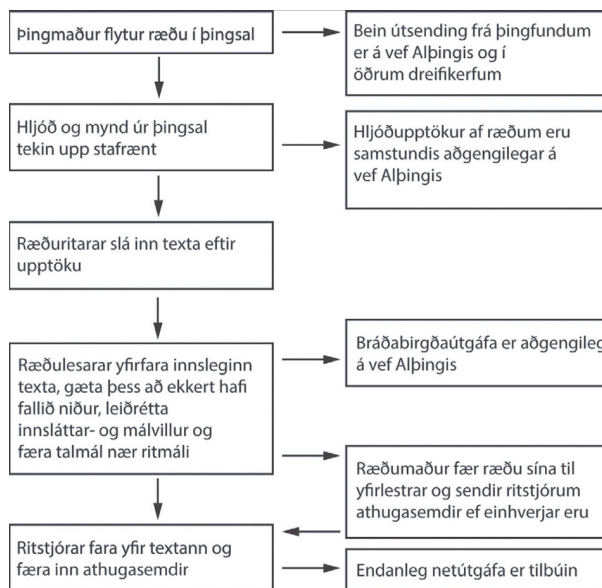 Þingmaður flytur ræðu í þingsal
Bein útsending frá þingfundum
er á vef Alþingis og í
öðrum dreifikerfum
Hljóð og mynd úr þingsal
tekin upp stafrænt
Hljóðupptökur af ræðum eru
samstundis aðgengilegar á
vef Alþingis
Ræðuritarar slá inn texta eftir
upptöku
Ræðulesarar yfirfara innsleginn
texta, gæta þess að ekkert hafi
fallið niður, leiðrétta
innsláttar- og málvillur og
færa talmál nær ritmáli
Bráðabirgðaútgáfa er aðgengileg
á vef Alþingis
Ræðumaður fær ræðu sína til
yfirlestrar og sendir ritstjórum
athugasemdir ef einhverjar eru
Ritstjórar fara yfir textann og
færa inn athugasemdir
Endanleg netútgáfa er tilbúin